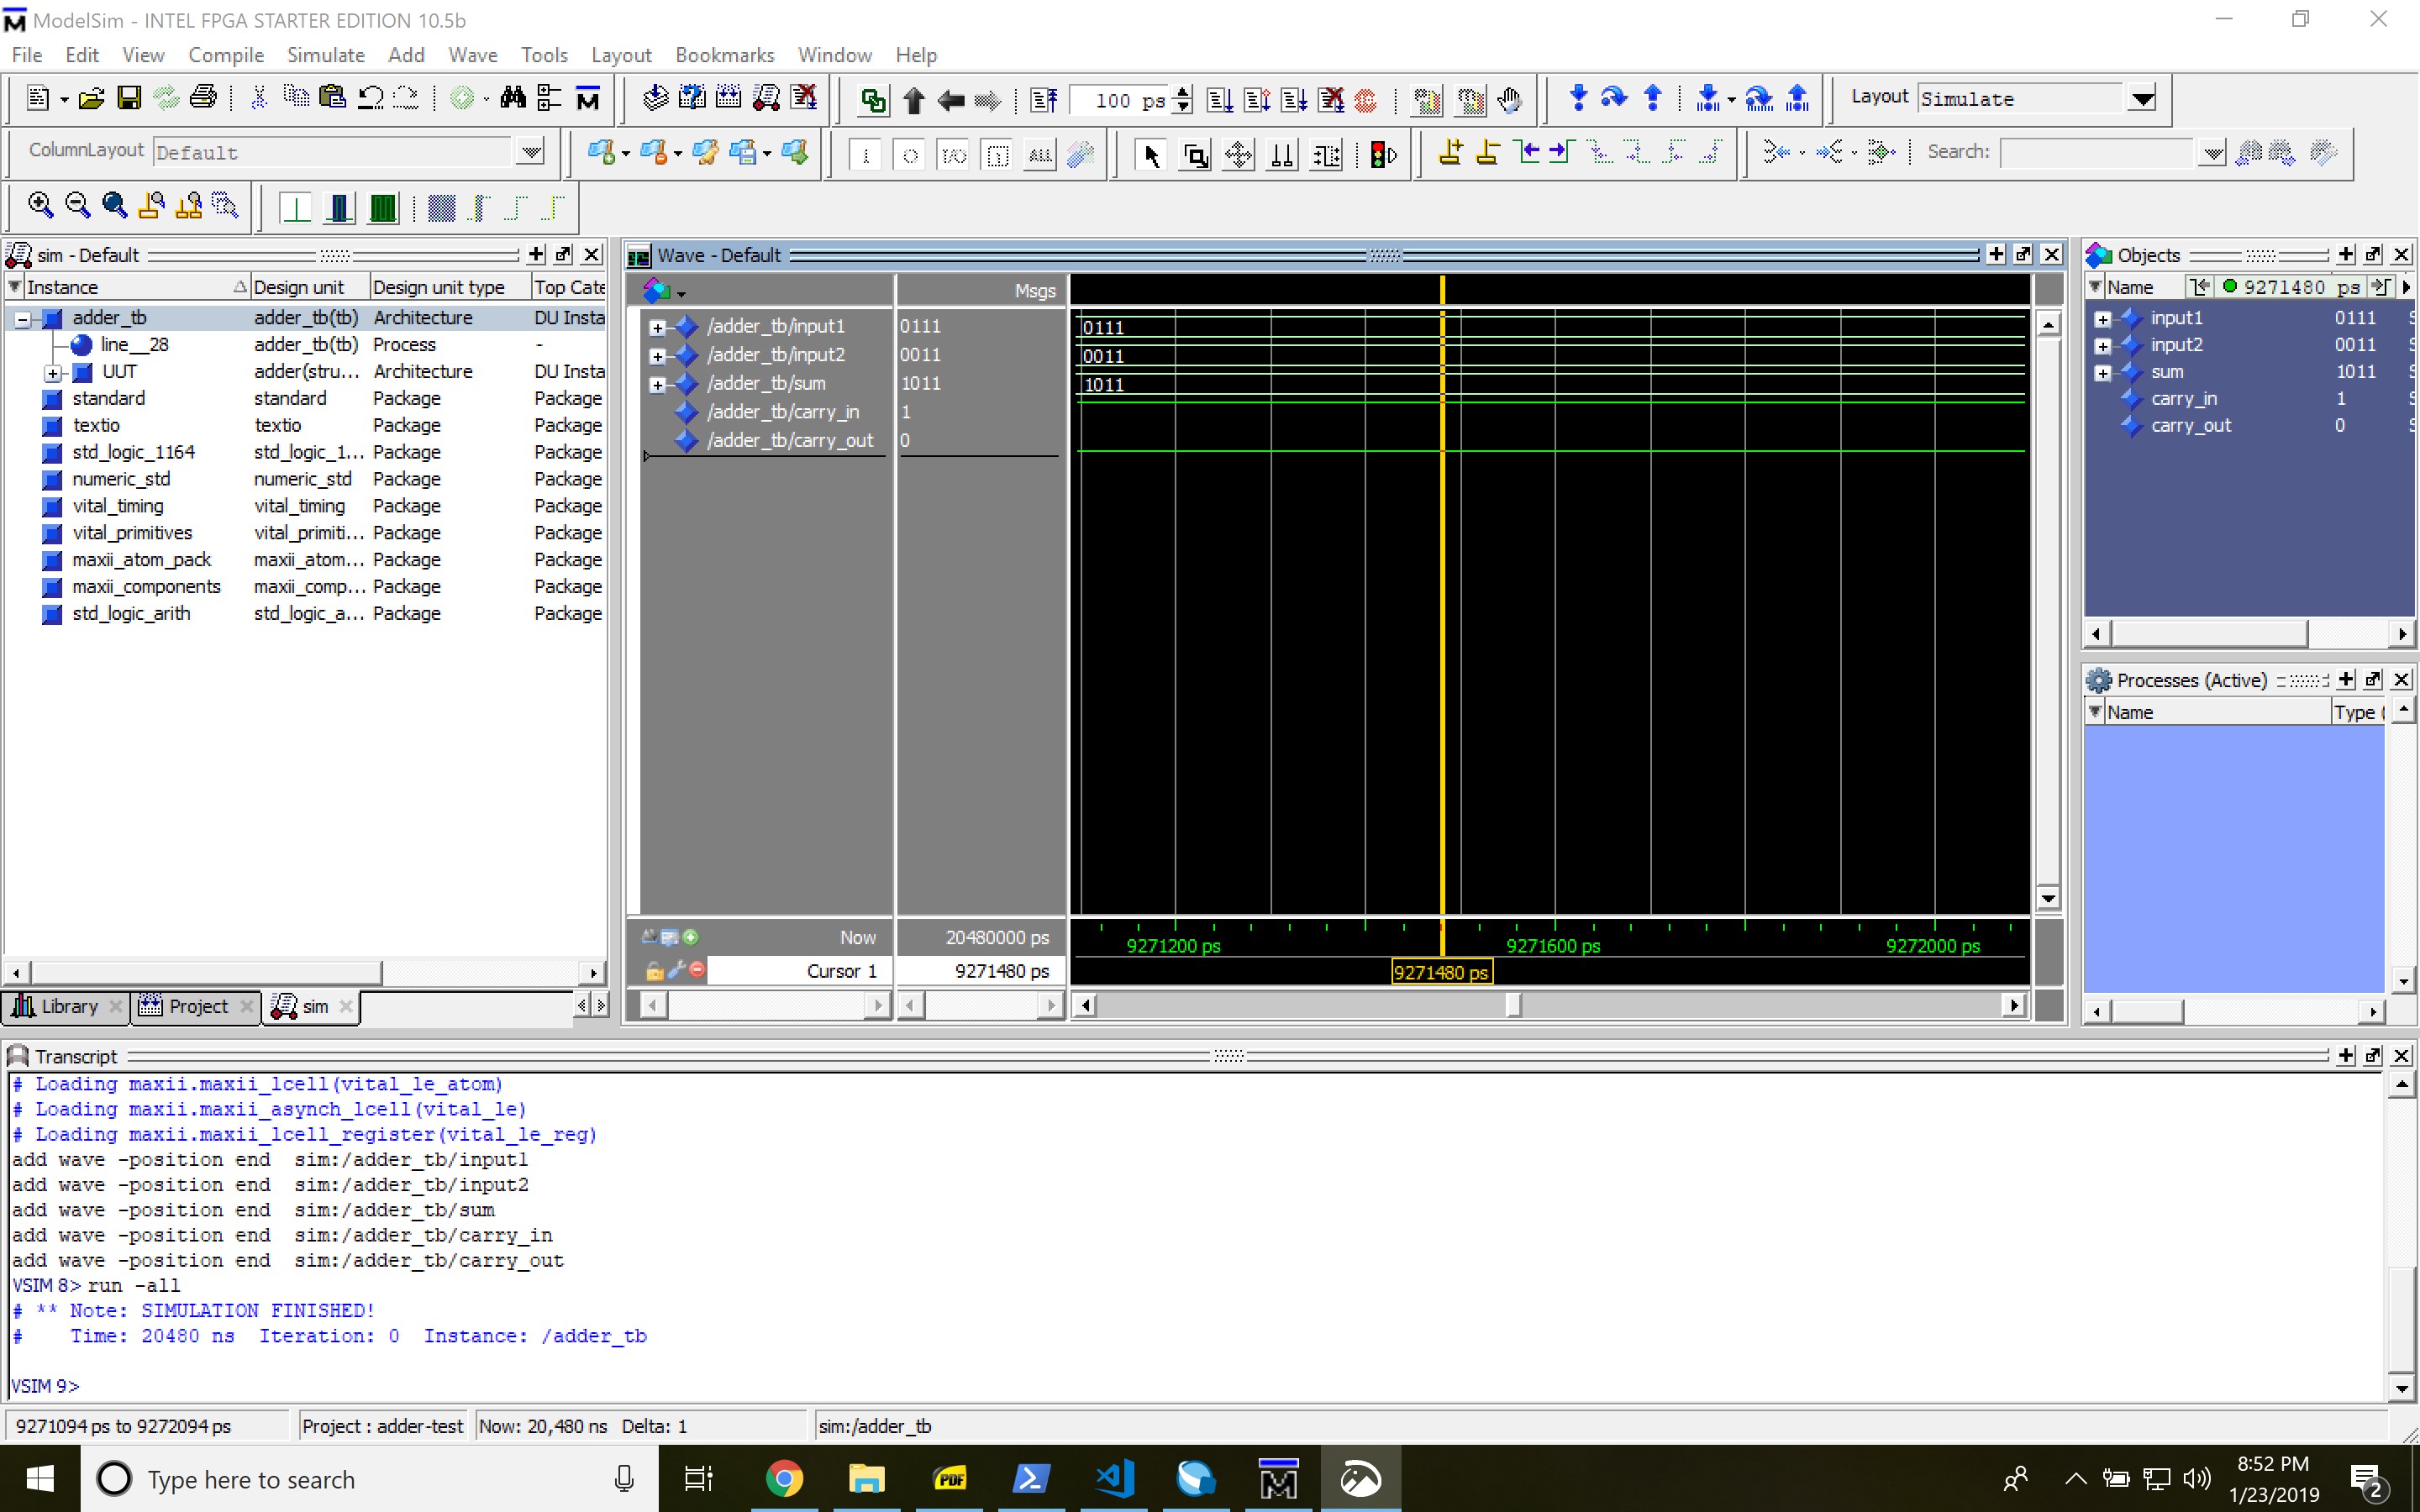 ModelSim - INTEL FPGA STARTER EDITION 10.5b
File Edit View Compile Simulate Add Wave Tools Layout Bookmarks Window Help
100 ps
Layout Simulate
ColumnLayout Default
Search:
sim - Default
Instance Design unit Design unit type Top Cate
adder_tb adder_tb(tb) Architecture DU Insta
line__28 adder_tb(tb) Process -
UUT adder(stru... Architecture DU Insta
standard standard Package Package
textio textio Package Package
std_logic_1164 std_logic_1... Package Package
numeric_std numeric_std Package Package
vital_timing vital_timing Package Package
vital_primitives vital_primiti... Package Package
maxii_atom_pack maxii_atom... Package Package
maxii_components maxii_comp... Package Package
std_logic_arith std_logic_a... Package Package
Library Project sim
Wave - Default
Msgs
/adder_tb/input1 0111 0111
/adder_tb/input2 0011 0011
/adder_tb/sum 1011 1011
/adder_tb/carry_in 1
/adder_tb/carry_out 0
Now 20480000 ps
9271200 ps 9271600 ps 9272000 ps
Cursor 1 9271480 ps 9271480 ps
Objects
Name 9271480 ps
input1 0111
input2 0011
sum 1011
carry_in 1
carry_out 0
Processes (Active)
Name Type (
Transcript
# Loading maxii.maxii_lcell(vital_le_atom)
# Loading maxii.maxii_asynch_lcell(vital_le)
# Loading maxii.maxii_lcell_register(vital_le_reg)
add wave -position end  sim:/adder_tb/input1
add wave -position end  sim:/adder_tb/input2
add wave -position end  sim:/adder_tb/sum
add wave -position end  sim:/adder_tb/carry_in
add wave -position end  sim:/adder_tb/carry_out
VSIM 8> run -all
# ** Note: SIMULATION FINISHED!
#    Time: 20480 ns  Iteration: 0  Instance: /adder_tb
VSIM 9>
9271094 ps to 9272094 ps Project : adder-test Now: 20,480 ns Delta: 1 sim:/adder_tb
Type here to search
PDF
8:52 PM
1/23/2019
2